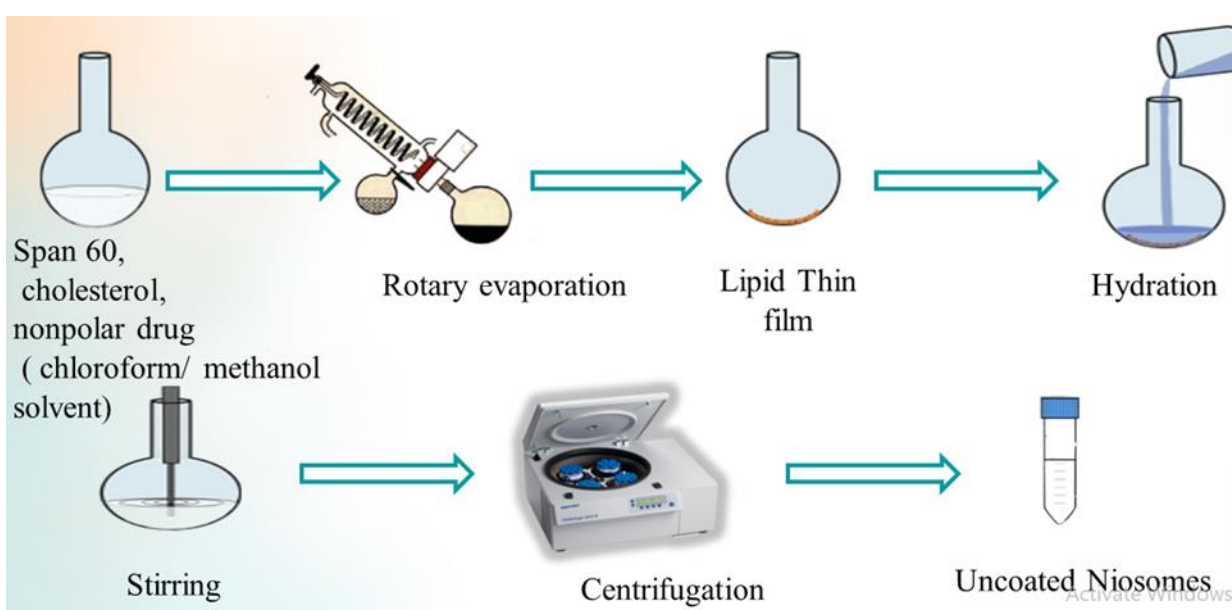 Span 60,
cholesterol,
nonpolar drug
( chloroform/ methanol
solvent)
Rotary evaporation
Lipid Thin
film
Hydration
Stirring
Centrifugation
Uncoated Niosomes
Activate Windows